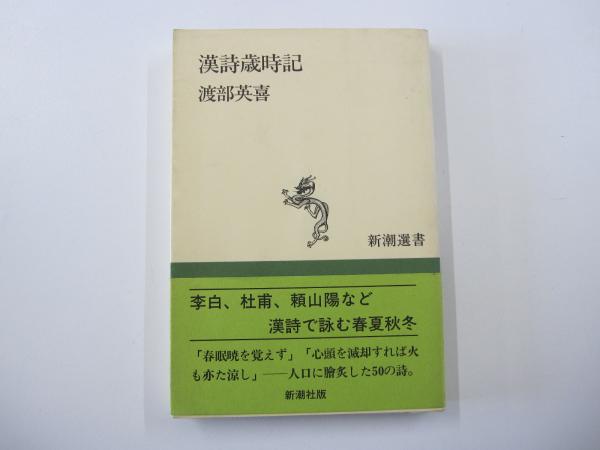 漢詩歳時記
渡部英喜
新潮選書
李白、杜甫、頼山陽など
漢詩で詠む春夏秋冬
「春眠暁を覚えず」「心頭を滅却すれば火
も亦た涼し」――人口に膾炙した50の詩。
新潮社版